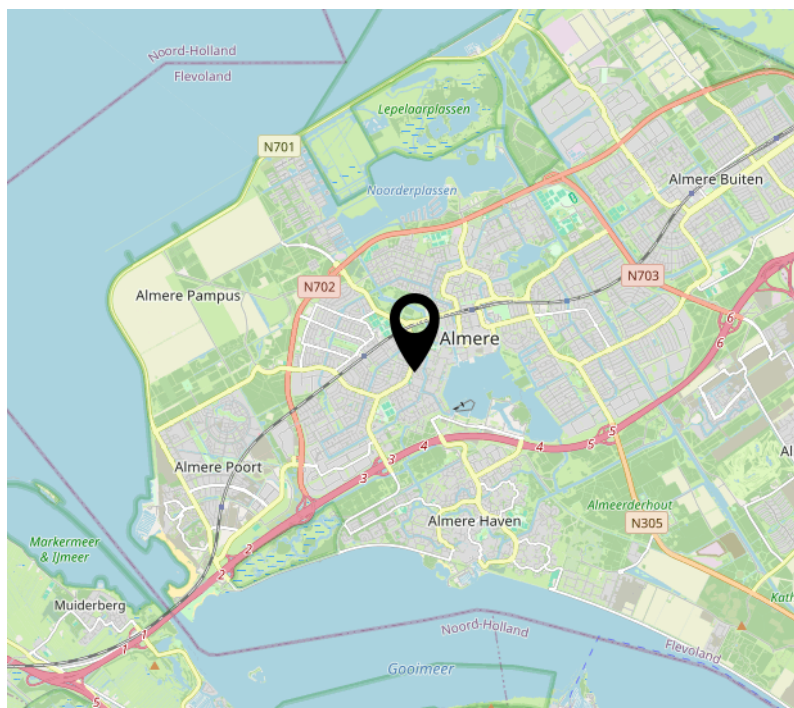 Noord-Holland
Flevoland
Lepelaarplassen
N701
Noorderplassen
Almere Buiten
N703
N702
Almere Pampus
6
Almere
6
5
4
4
5
3
3
Almere Poort
Almeerderhout
Almere Haven
N305
Markermeer
& IJmeer
2
2
Muiderberg
1
1
Noord-Holland
Flevoland
Gooimeer
5